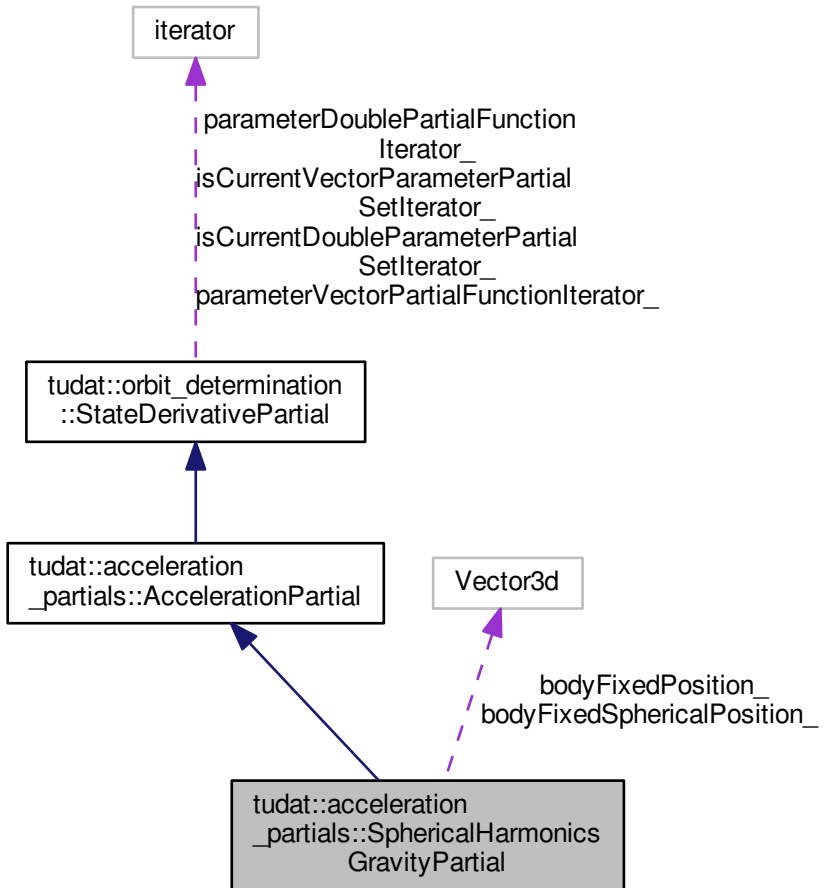 iterator
parameterDoublePartialFunction
Iterator_
isCurrentVectorParameterPartial
SetIterator_
isCurrentDoubleParameterPartial
SetIterator_
parameterVectorPartialFunctionIterator_
tudat::orbit_determination
::StateDerivativePartial
tudat::acceleration
_partials::AccelerationPartial
Vector3d
bodyFixedPosition_
bodyFixedSphericalPosition_
tudat::acceleration
_partials::SphericalHarmonics
GravityPartial